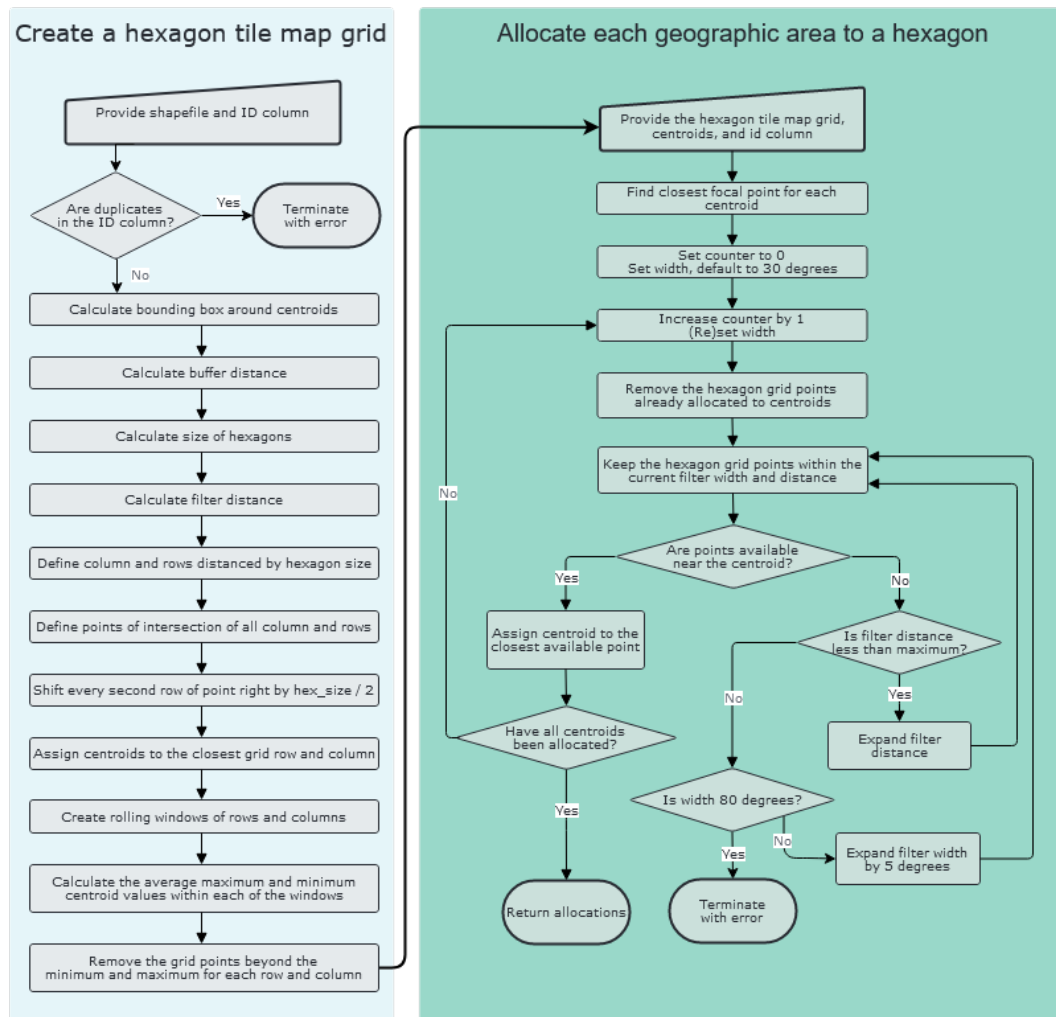 Create a hexagon tile map grid
Provide shapefile and ID column
Are duplicates
in the ID column?
Yes
Terminate
with error
No
Calculate bounding box around centroids
Calculate buffer distance
Calculate size of hexagons
Calculate filter distance
Define column and rows distanced by hexagon size
Define points of intersection of all column and rows
Shift every second row of point right by hex_size / 2
Assign centroids to the closest grid row and column
Create rolling windows of rows and columns
Calculate the average maximum and minimum
centroid values within each of the windows
Remove the grid points beyond the
minimum and maximum for each row and column
Allocate each geographic area to a hexagon
Provide the hexagon tile map grid,
centroids, and id column
Find closest focal point for each
centroid
Set counter to 0
Set width, default to 30 degrees
Increase counter by 1
(Re)set width
Remove the hexagon grid points
already allocated to centroids
Keep the hexagon grid points within the
current filter width and distance
No
Are points available
near the centroid?
Yes
No
Assign centroid to the
closest available point
Is filter distance
less than maximum?
No
Yes
Have all centroids
been allocated?
Expand filter
distance
Yes
Is width 80 degrees?
No
Yes
Expand filter width
by 5 degrees
Return allocations
Terminate
with error